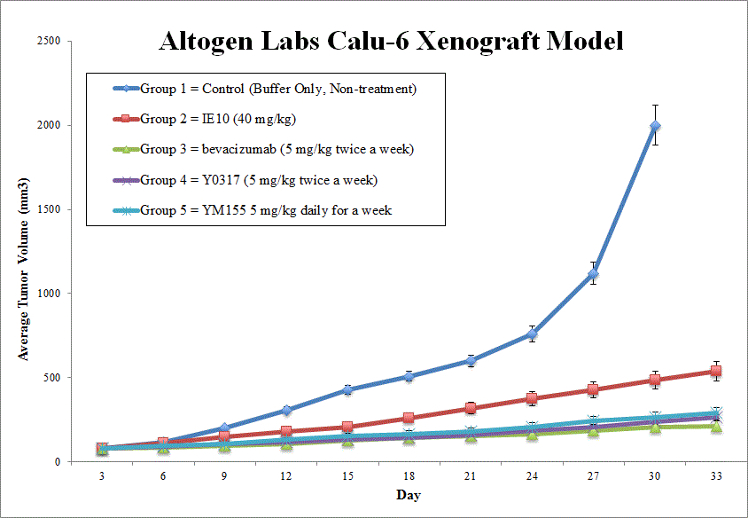 Altogen Labs Calu-6 Xenograft Model
Group 1 = Control (Buffer Only, Non-treatment)
Group 2 = IE10 (40 mg/kg)
Group 3 = bevacizumab (5 mg/kg twice a week)
Group 4 = Y0317 (5 mg/kg twice a week)
Group 5 = YM155 5 mg/kg daily for a week
Average Tumor Volume (mm3)
2500
2000
1500
1000
500
0
3 6 9 12 15 18 21 24 27 30 33
Day